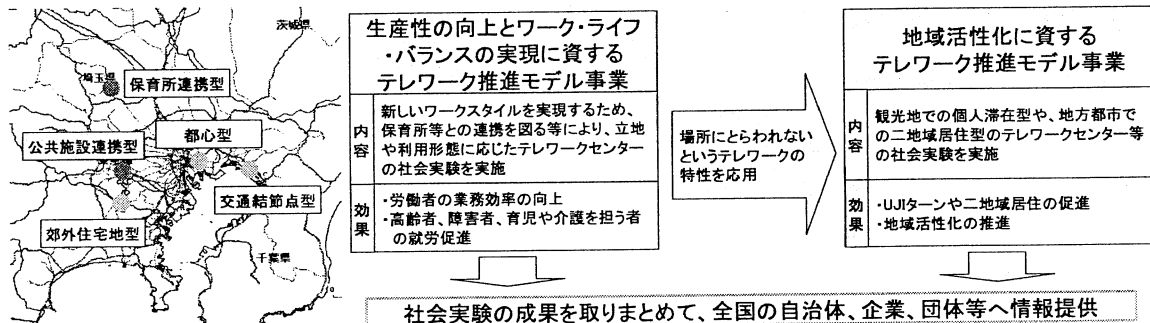 茨城県
埼玉県
保育所連携型
都心型
公共施設連携型
交通結節点型
郊外住宅地型
千葉県
生産性の向上とワーク・ライフ
・バランスの実現に資する
テレワーク推進モデル事業
内容
新しいワークスタイルを実現するため、
保育所等との連携を図る等により、立地
や利用形態に応じたテレワークセンター
の社会実験を実施
効果
・労働者の業務効率の向上
・高齢者、障害者、育児や介護を担う者
の就労促進
場所にとらわれない
というテレワークの
特性を応用
地域活性化に資する
テレワーク推進モデル事業
内容
観光地での個人滞在型や、地方都市で
の二地域居住型のテレワークセンター等
の社会実験を実施
効果
・UJIターンや二地域居住の促進
・地域活性化の推進
社会実験の成果を取りまとめて、全国の自治体、企業、団体等へ情報提供